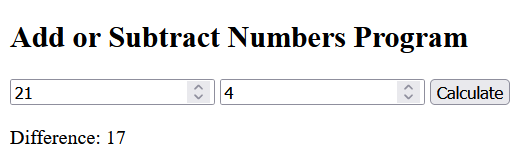 Add or Subtract Numbers Program
21 4 Calculate
Difference: 17